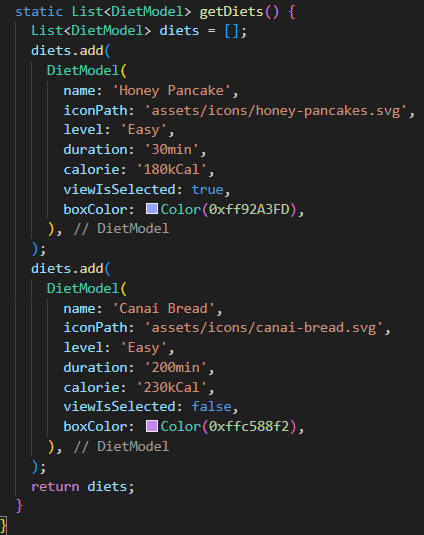 static List<DietModel> getDiets() {
List<DietModel> diets = [];
diets.add(
DietModel(
name: 'Honey Pancake',
iconPath: 'assets/icons/honey-pancakes.svg',
level: 'Easy',
duration: '30min',
calorie: '180kCal',
viewIsSelected: true,
boxColor: Color(0xff92A3FD),
), // DietModel
);
diets.add(
DietModel(
name: 'Canai Bread',
iconPath: 'assets/icons/canai-bread.svg',
level: 'Easy',
duration: '200min',
calorie: '230kCal',
viewIsSelected: false,
boxColor: Color(0xffc588f2),
), // DietModel
);
return diets;
}
}